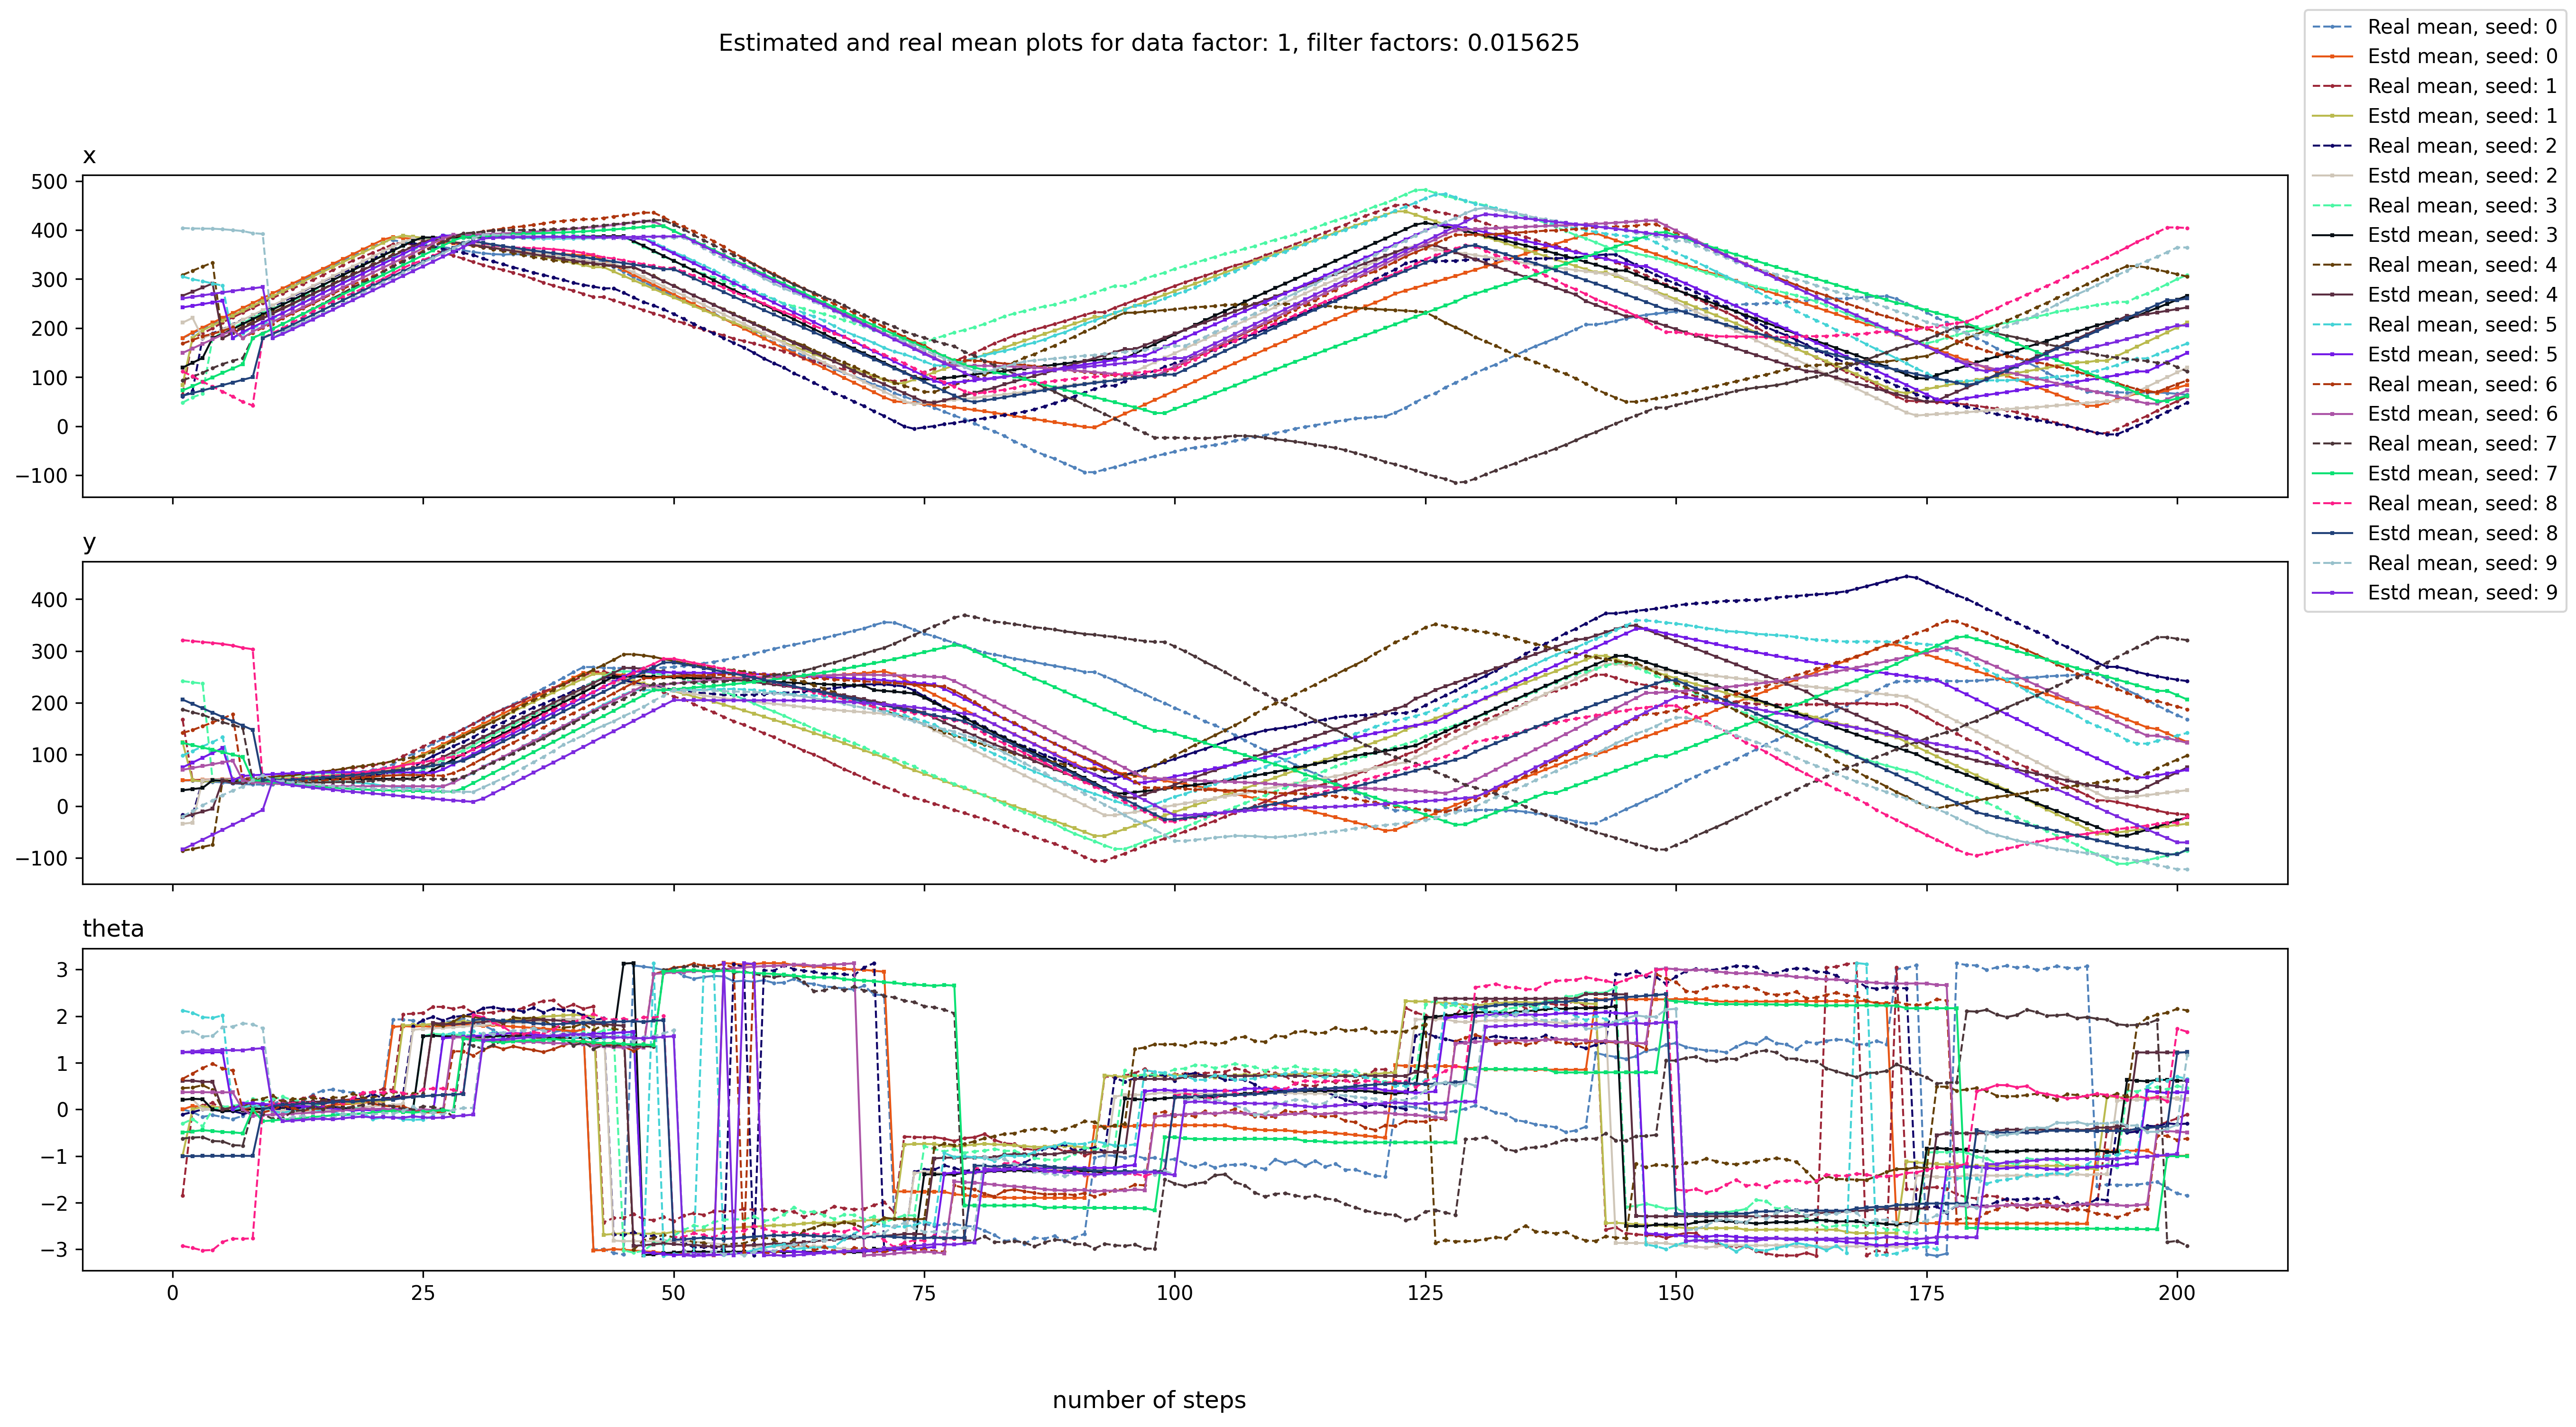 Estimated and real mean plots for data factor: 1, filter factors: 0.015625
Real mean, seed: 0
Estd mean, seed: 0
Real mean, seed: 1
Estd mean, seed: 1
Real mean, seed: 2
Estd mean, seed: 2
Real mean, seed: 3
Estd mean, seed: 3
Real mean, seed: 4
Estd mean, seed: 4
Real mean, seed: 5
Estd mean, seed: 5
Real mean, seed: 6
Estd mean, seed: 6
Real mean, seed: 7
Estd mean, seed: 7
Real mean, seed: 8
Estd mean, seed: 8
Real mean, seed: 9
Estd mean, seed: 9
x
500
400
300
200
100
0
−100
y
400
300
200
100
0
−100
theta
3
2
1
0
−1
−2
−3
0 25 50 75 100 125 150 175 200
number of steps